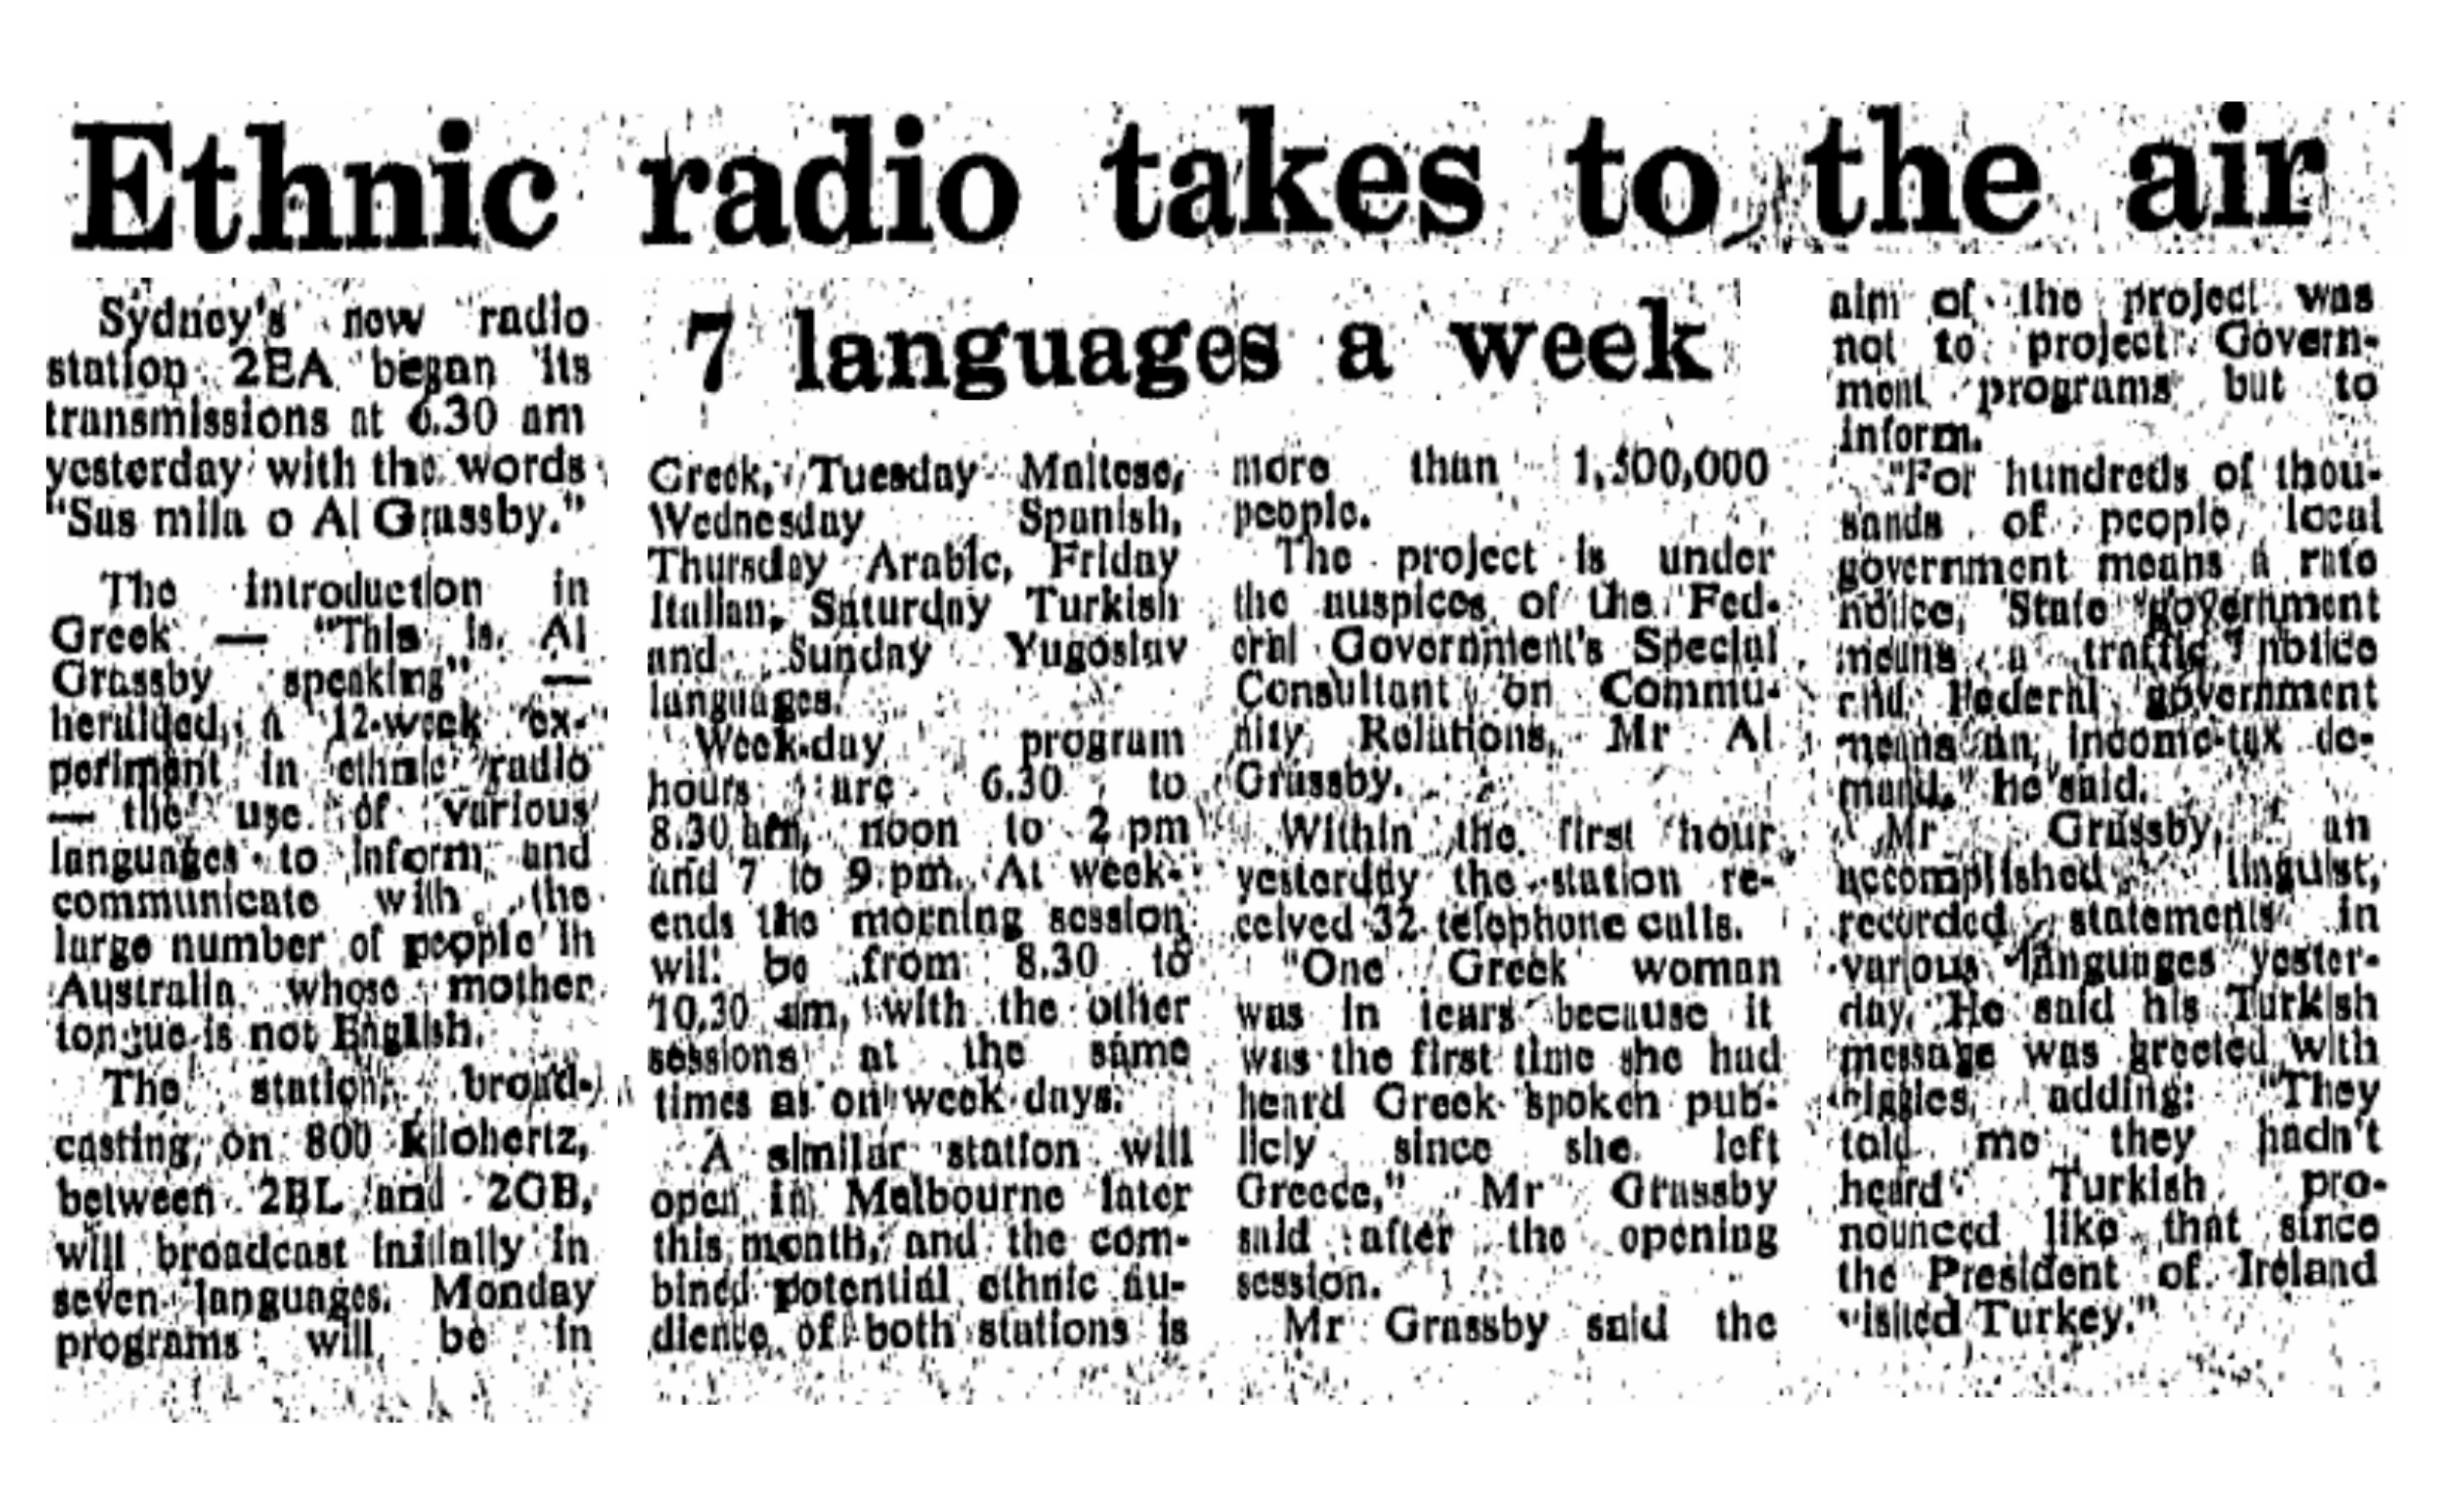 Ethnic radio takes to the air
Sydney's new radio
station 2EA began its
transmissions at 6.30 am
yesterday with the words
"Sas mila o Al Grassby."
The introduction in
Greek — "This is Al
Grassby speaking" —
heralded a 12-week ex-
periment in ethnic radio
— the use of various
languages to inform and
communicate with the
large number of people in
Australia whose mother
tongue is not English.
The station, broad-
casting on 800 kilohertz,
between 2BL and 2GB,
will broadcast initially in
seven languages. Monday
programs will be in
7 languages a week
Greek, Tuesday Maltese,
Wednesday Spanish,
Thursday Arabic, Friday
Italian, Saturday Turkish
and Sunday Yugoslav
languages.
Week-day program
hours are 6.30 to
8.30 am, noon to 2 pm
and 7 to 9 pm. At week-
ends the morning session
will be from 8.30 to
10.30 am, with the other
sessions at the same
times as on week days.
A similar station will
open in Melbourne later
this month, and the com-
bined potential ethnic au-
dience of both stations is
more than 1,500,000
people.
The project is under
the auspices of the Fed-
eral Government's Special
Consultant on Commu-
nity Relations, Mr Al
Grassby.
Within the first hour
yesterday the station re-
ceived 32 telephone calls.
"One Greek woman
was in tears because it
was the first time she had
heard Greek spoken pub-
licly since she left
Greece," Mr Grassby
said after the opening
session.
Mr Grassby said the
aim of the project was
not to project Govern-
ment programs but to
inform.
"For hundreds of thou-
sands of people, local
government means a rate
notice, State government
means a traffic notice
and Federal government
means an income-tax de-
mand," he said.
Mr Grassby, an
accomplished linguist,
recorded statements in
various languages yester-
day. He said his Turkish
message was greeted with
giggles, adding: "They
told me they hadn't
heard Turkish pro-
nounced like that since
the President of Ireland
visited Turkey."